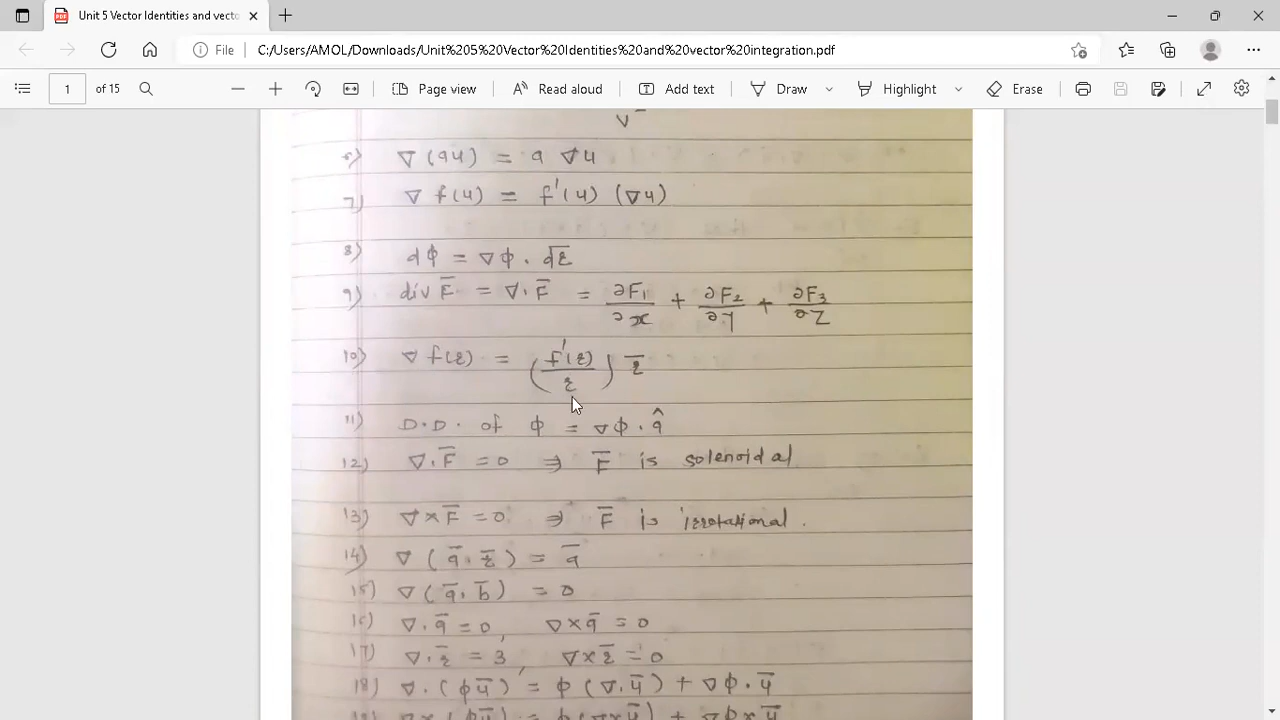 Unit 5 Vector Identities and vecto
File C:/Users/AMOL/Downloads/Unit%205%20Vector%20Identities%20and%20vector%20integration.pdf
1 of 15 Page view Read aloud Add text Draw Highlight Erase
6) ∇(au) = a ∇u
7) ∇ f(u) = f'(u) (∇u)
8) dφ = ∇φ . d\overline{r}
9) div F̄ = ∇.F̄ = ∂F₁/∂x + ∂F₂/∂y + ∂F₃/∂z
10) ∇ f(r) = (f'(r)/r) r̄
11) D.D. of φ = ∇φ . â
12) ∇.F̄ = 0 ⇒ F̄ is solenoidal
13) ∇×F̄ = 0 ⇒ F̄ is irrotational.
14) ∇ (ā.r̄) = ā
15) ∇(ā.b̄) = 0
16) ∇.ā = 0, ∇×ā = 0
17) ∇.r̄ = 3, ∇×r̄ = 0
18) ∇.(φū) = φ(∇.ū) + ∇φ.ū
19) ∇×(φū) = φ(∇×ū) + ∇φ×ū